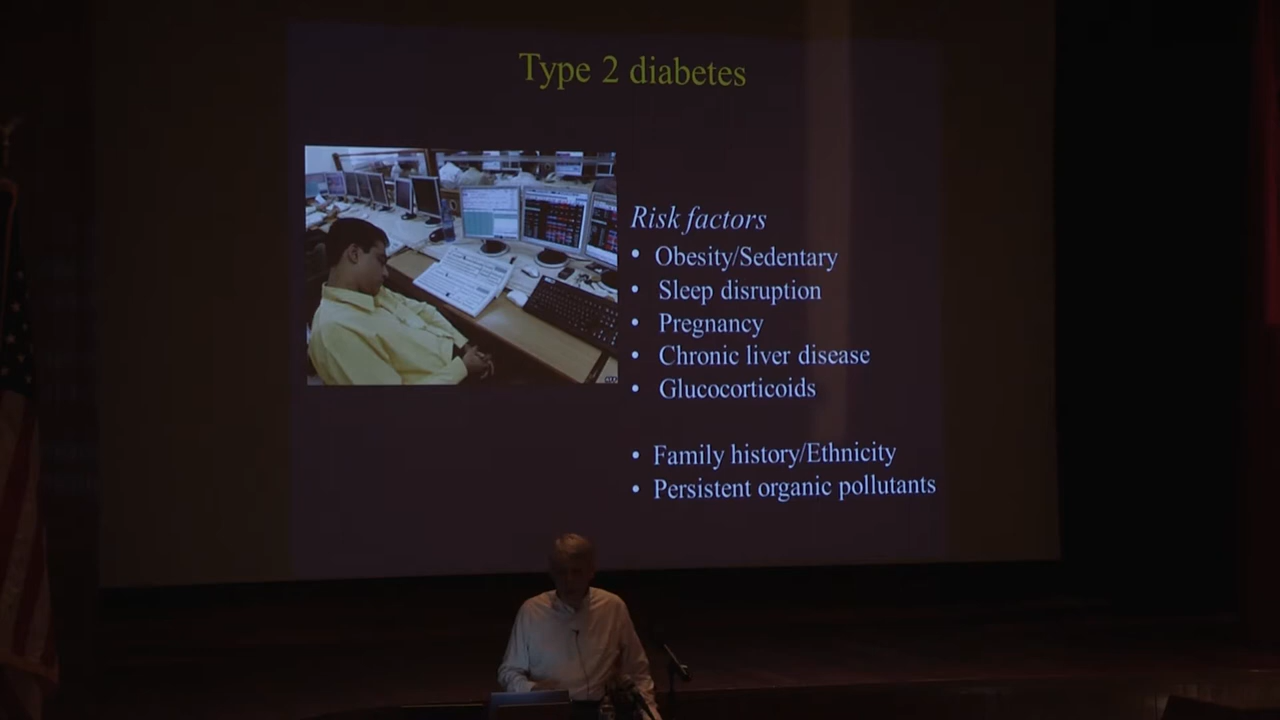 Type 2 diabetes
Risk factors
• Obesity/Sedentary
• Sleep disruption
• Pregnancy
• Chronic liver disease
• Glucocorticoids
• Family history/Ethnicity
• Persistent organic pollutants